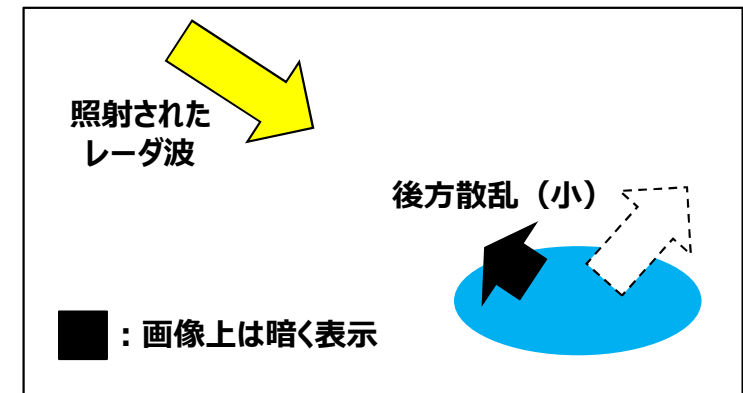 照射された
レーダ波
後方散乱（小）
：画像上は暗く表示